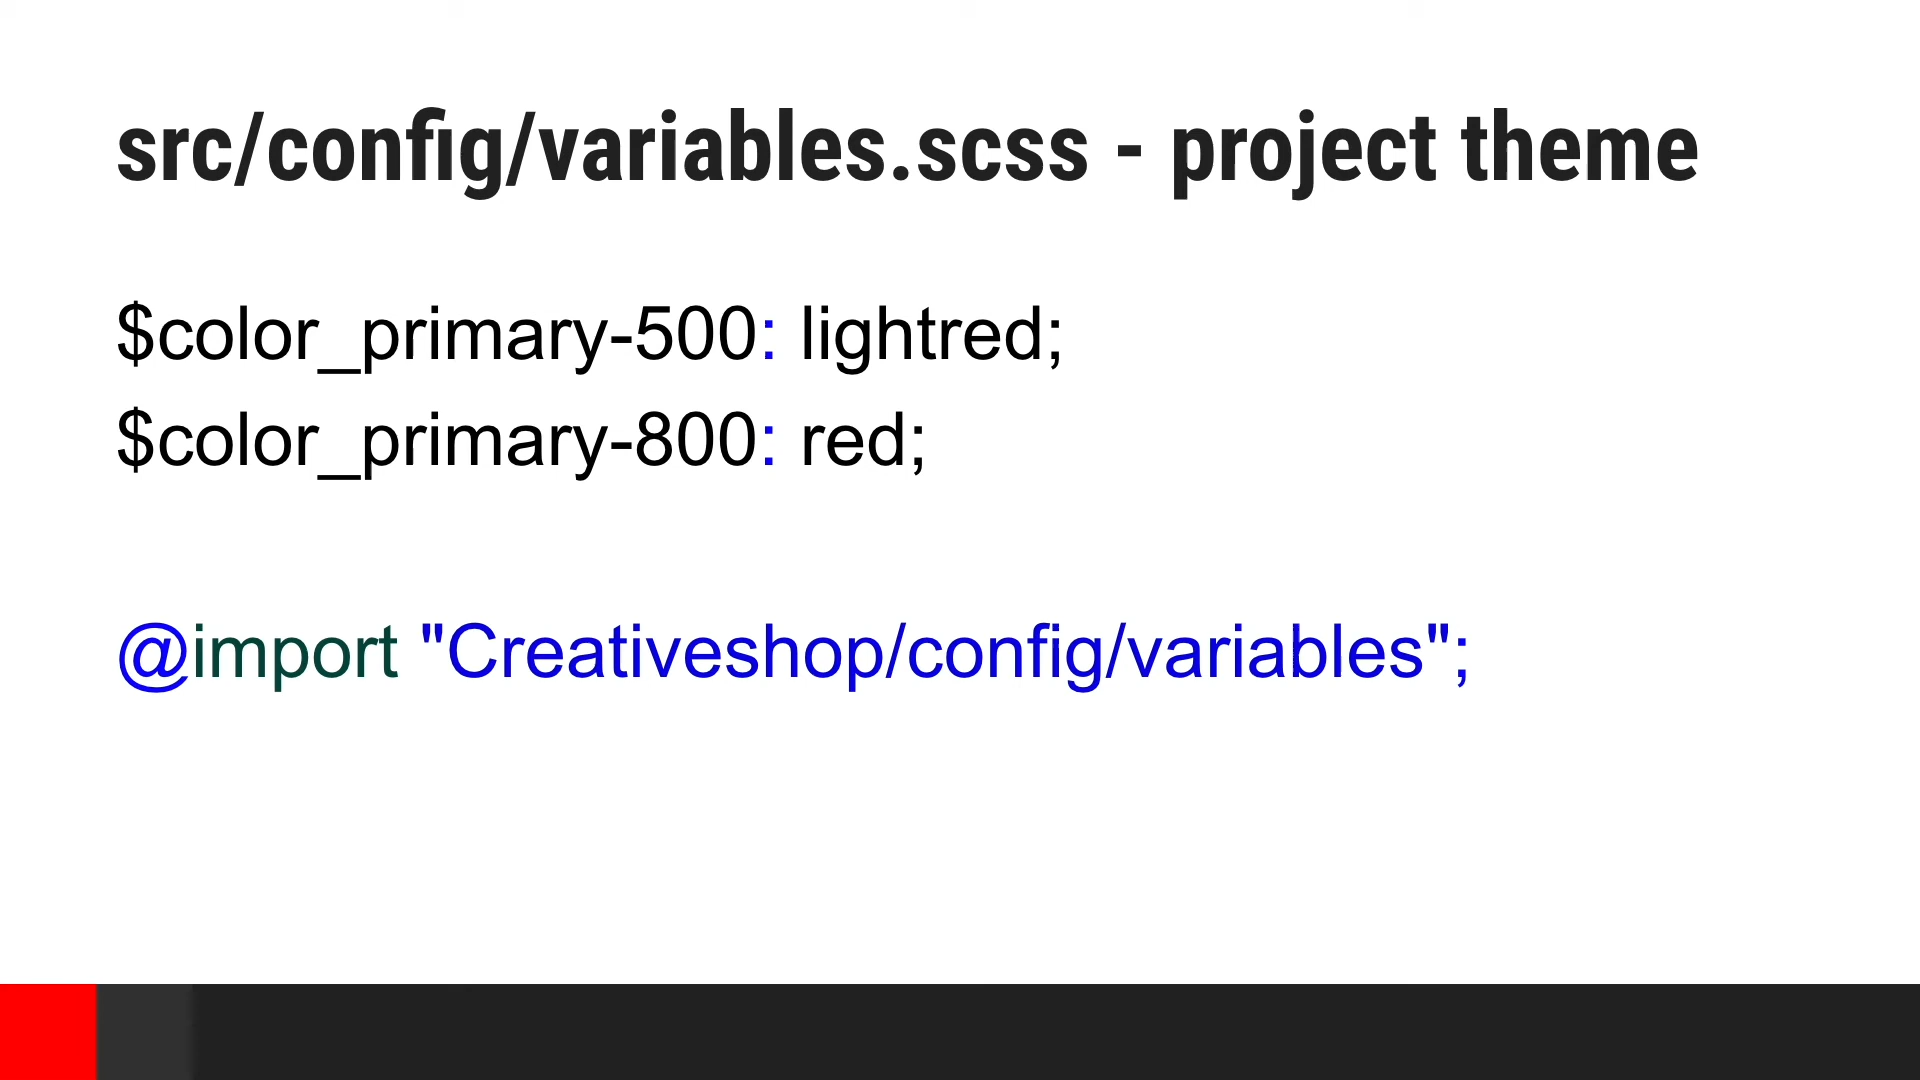 src/config/variables.scss - project theme
$color_primary-500: lightred;
$color_primary-800: red;
@import "Creativeshop/config/variables";